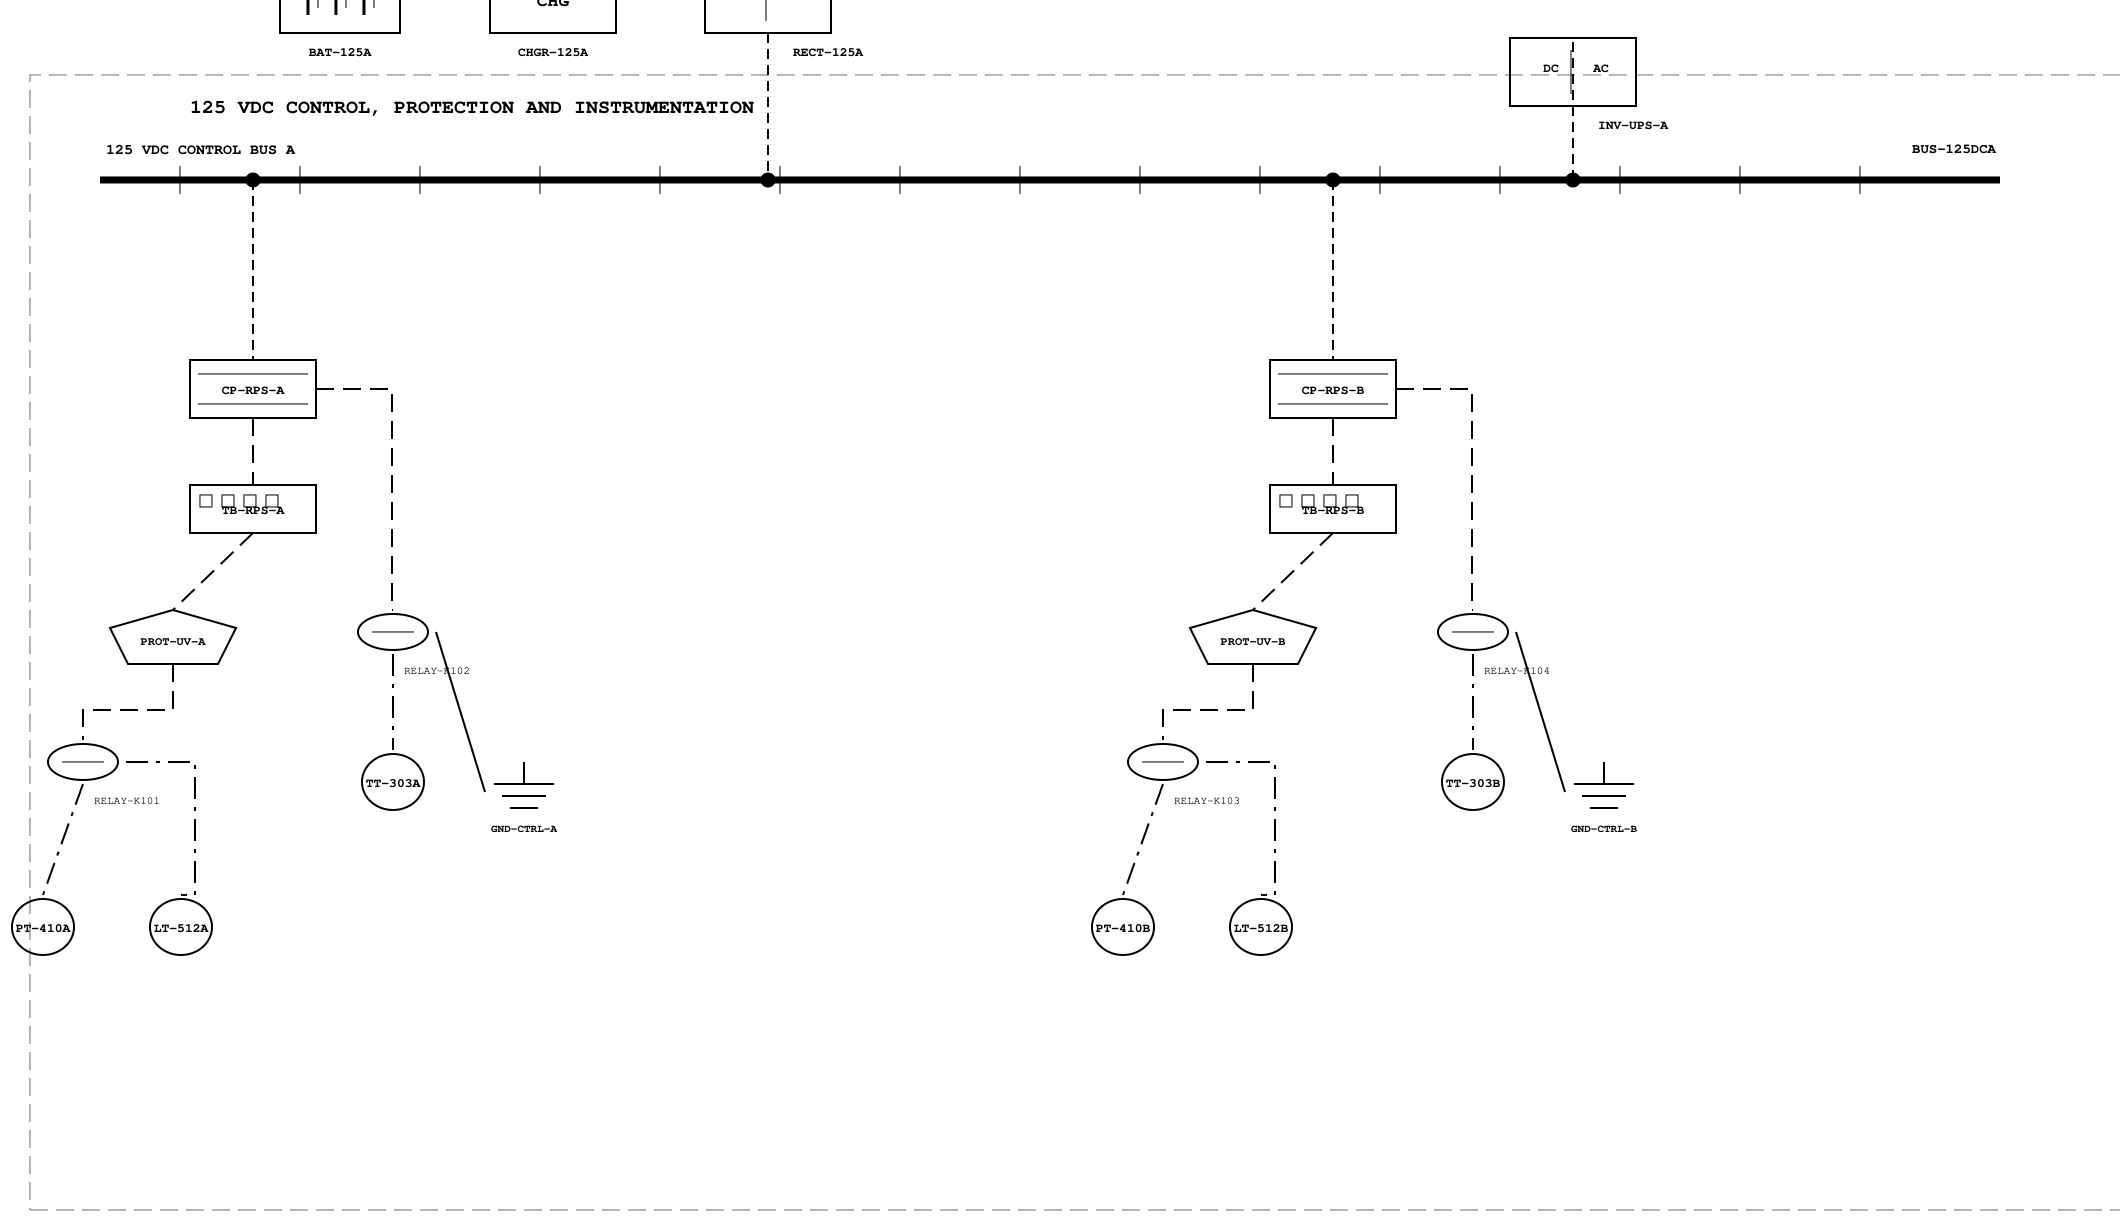 CHG
BAT-125A
CHGR-125A
RECT-125A
DC
AC
125 VDC CONTROL, PROTECTION AND INSTRUMENTATION
INV-UPS-A
125 VDC CONTROL BUS A
BUS-125DCA
CP-RPS-A
CP-RPS-B
TB-RPS-A
TB-RPS-B
PROT-UV-A
PROT-UV-B
RELAY-K102
RELAY-K104
TT-303A
TT-303B
RELAY-K101
RELAY-K103
GND-CTRL-A
GND-CTRL-B
PT-410A
LT-512A
PT-410B
LT-512B